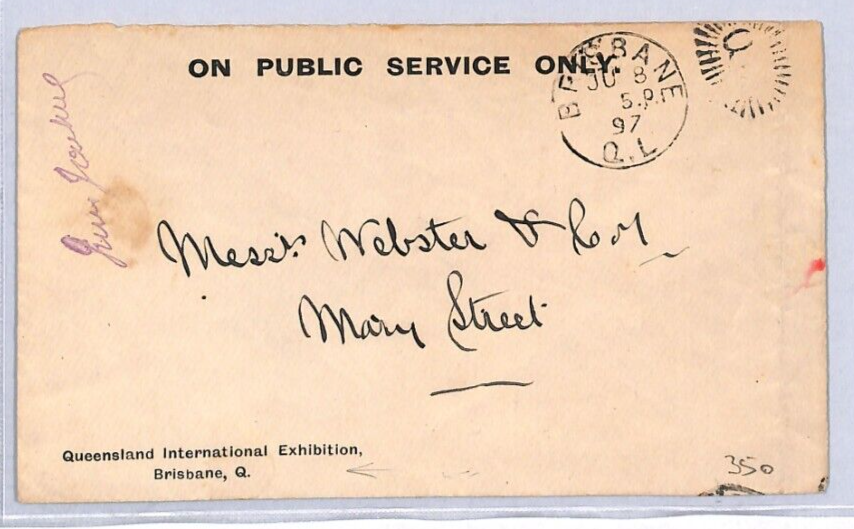 ON PUBLIC SERVICE ONLY.
BRISBANE
JU 8
5.P.
97
Q.L
Q
Messrs. Webster & Co
Mary Street
Queensland International Exhibition,
Brisbane, Q.
350